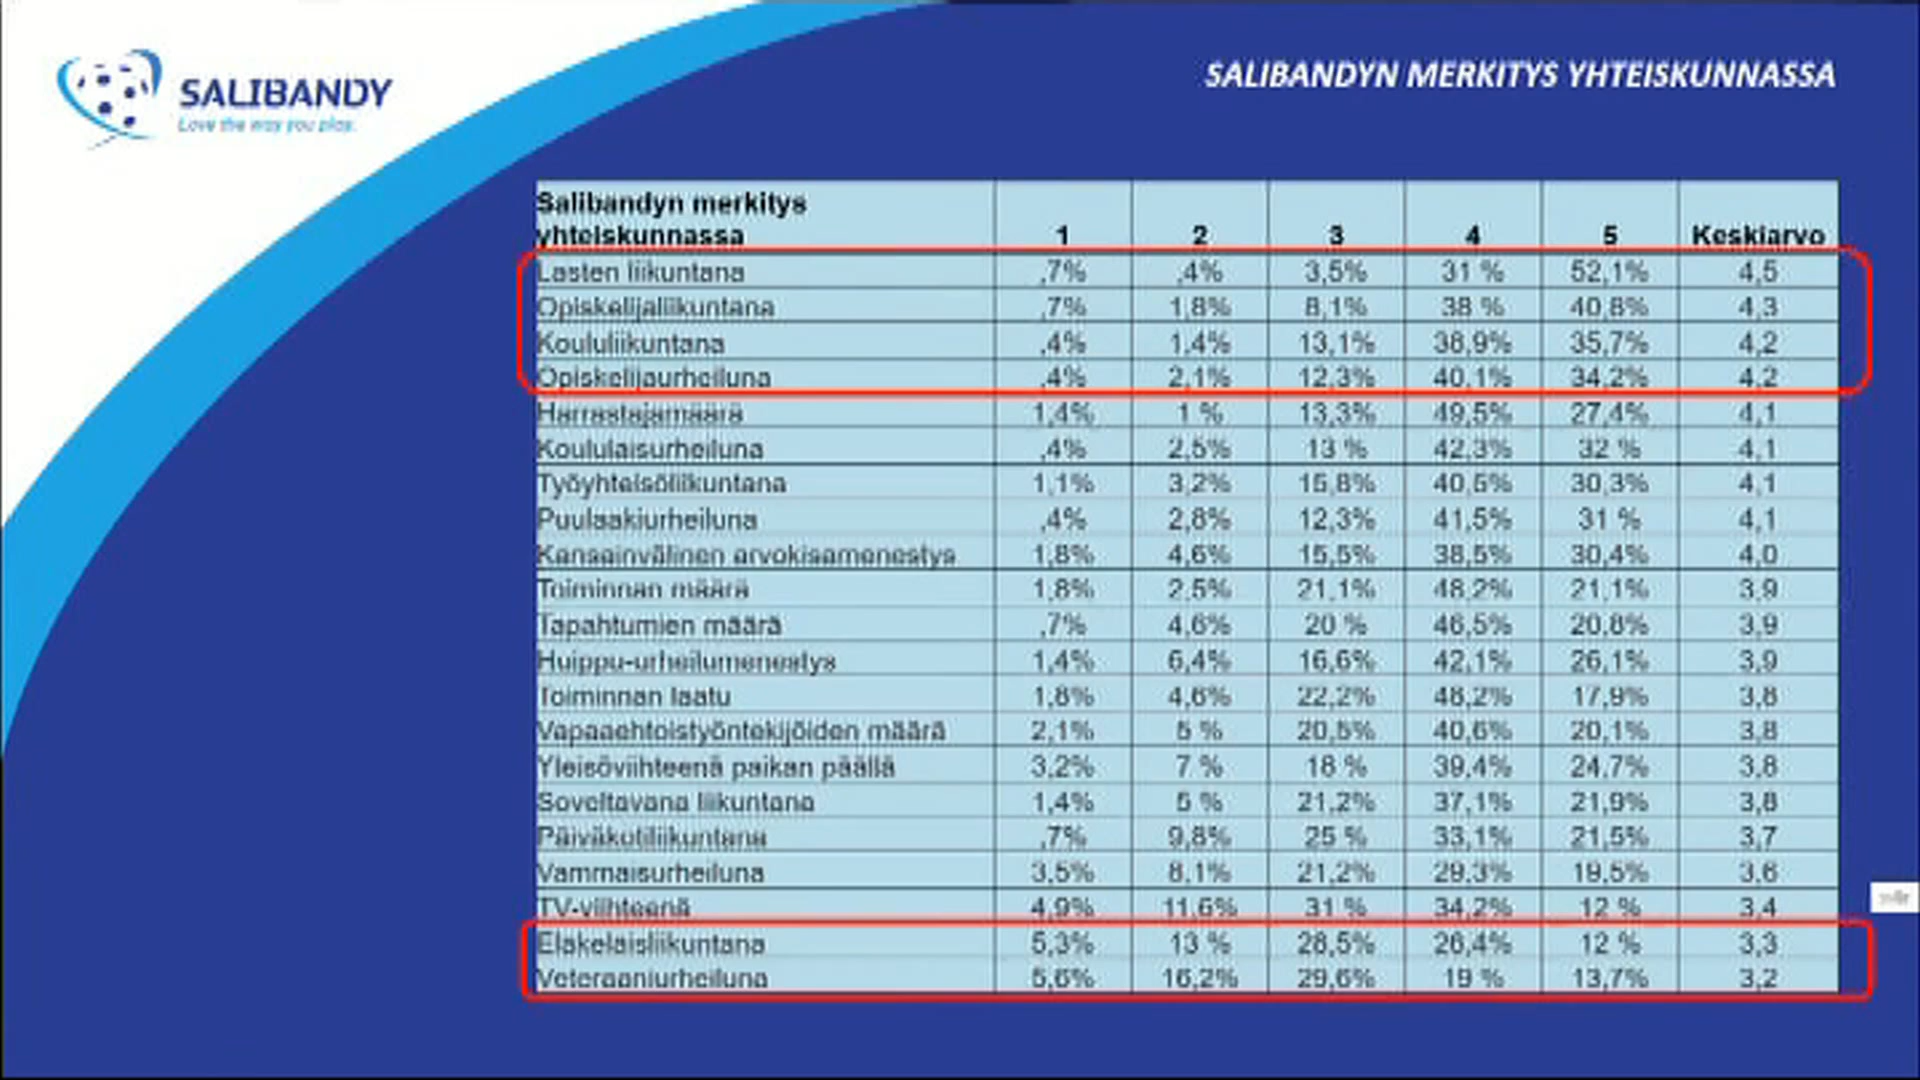 SALIBANDY
Love the way you play.
SALIBANDYN MERKITYS YHTEISKUNNASSA
Salibandyn merkitys
yhteiskunnassa 1 2 3 4 5 Keskiarvo
Lasten liikuntana ,7% ,4% 3,5% 31 % 52,1% 4,5
Opiskelijaliikuntana ,7% 1,8% 8,1% 38 % 40,8% 4,3
Koululiikuntana ,4% 1,4% 13,1% 38,9% 35,7% 4,2
Opiskelijaurheiluna ,4% 2,1% 12,3% 40,1% 34,2% 4,2
Harrastajamäärä 1,4% 1 % 13,3% 49,5% 27,4% 4,1
Koululaisurheiluna ,4% 2,5% 13 % 42,3% 32 % 4,1
Työyhteisöliikuntana 1,1% 3,2% 15,8% 40,5% 30,3% 4,1
Puulaakiurheiluna ,4% 2,8% 12,3% 41,5% 31 % 4,1
Kansainvälinen arvokisamenestys 1,8% 4,6% 15,5% 38,5% 30,4% 4,0
Toiminnan määrä 1,8% 2,5% 21,1% 48,2% 21,1% 3,9
Tapahtumien määrä ,7% 4,6% 20 % 46,5% 20,8% 3,9
Huippu-urheilumenestys 1,4% 6,4% 16,6% 42,1% 26,1% 3,9
Toiminnan laatu 1,8% 4,6% 22,2% 46,2% 17,9% 3,8
Vapaaehtoistyöntekijöiden määrä 2,1% 5 % 20,5% 40,6% 20,1% 3,8
Yleisöviihteenä paikan päällä 3,2% 7 % 18 % 39,4% 24,7% 3,8
Soveltavana liikuntana 1,4% 5 % 21,2% 37,1% 21,9% 3,8
Päiväkotiliikuntana ,7% 9,8% 25 % 33,1% 21,5% 3,7
Vammaisurheiluna 3,5% 8,1% 21,2% 29,3% 19,5% 3,6
TV-viihteenä 4,9% 11,6% 31 % 34,2% 12 % 3,4
Eläkeläisliikuntana 5,3% 13 % 28,5% 26,4% 12 % 3,3
Veteraaniurheiluna 5,6% 16,2% 29,6% 19 % 13,7% 3,2